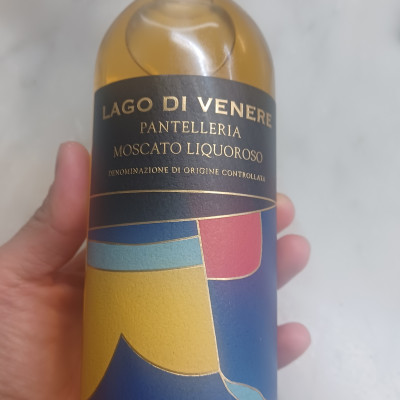 LAGO DI VENERE
PANTELLERIA
MOSCATO LIQUOROSO
DENOMINAZIONE DI ORIGINE CONTROLLATA